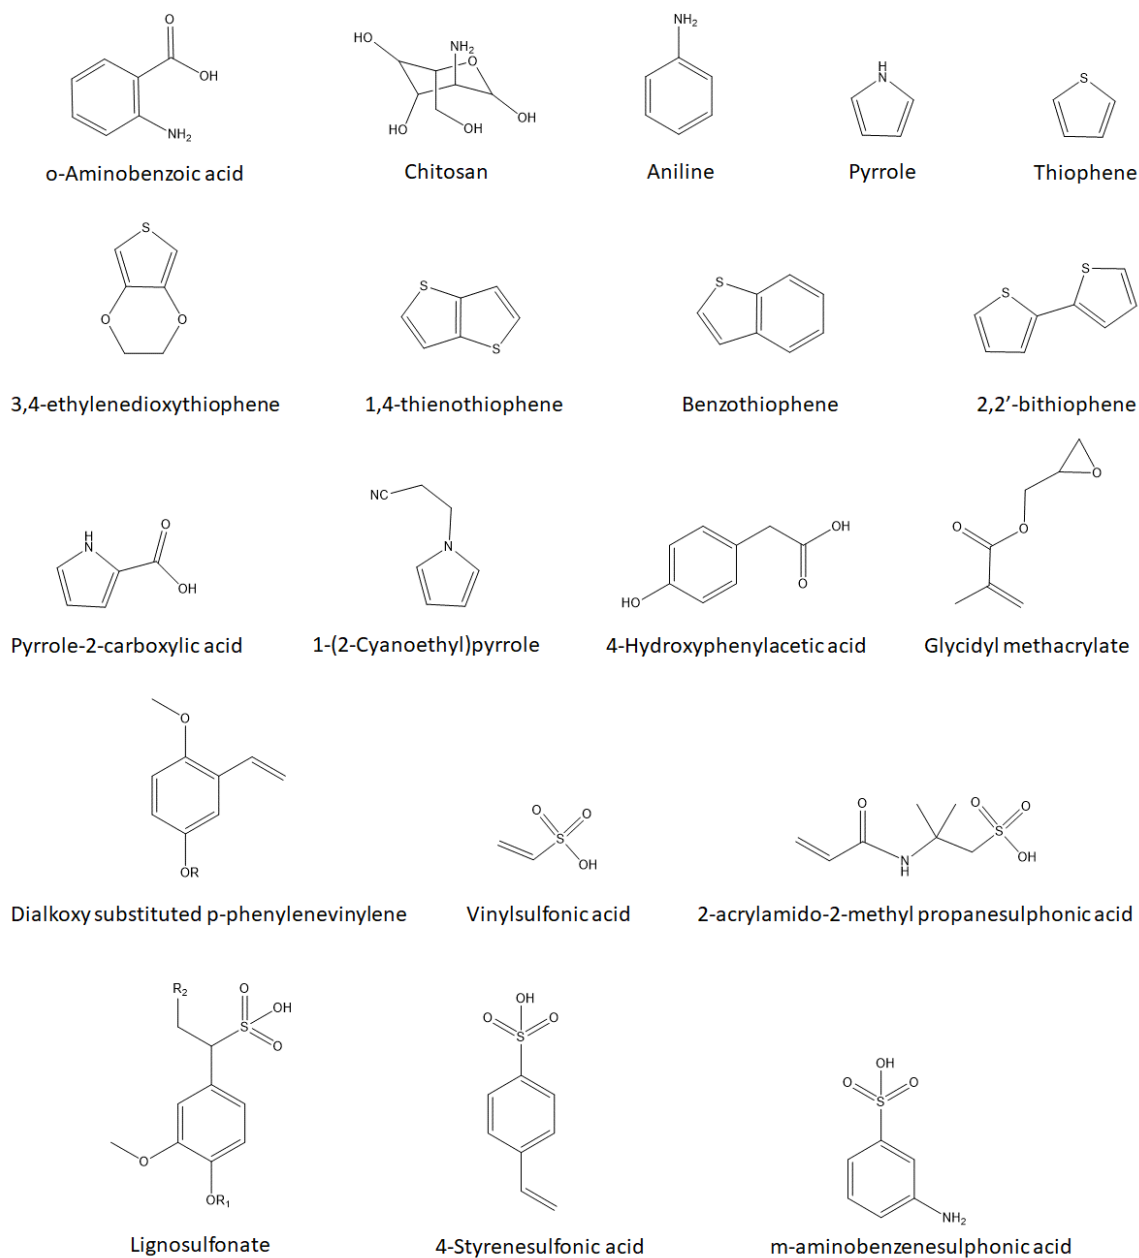 O
OH
NH2
o-Aminobenzoic acid
HO
NH2
O
HO
OH
OH
Chitosan
NH2
Aniline
H
N
Pyrrole
S
Thiophene
S
O
O
3,4-ethylenedioxythiophene
S
S
1,4-thienothiophene
S
Benzothiophene
S
S
2,2’-bithiophene
H
N
O
OH
Pyrrole-2-carboxylic acid
NC
N
1-(2-Cyanoethyl)pyrrole
OH
O
HO
4-Hydroxyphenylacetic acid
O
O
O
Glycidyl methacrylate
O
OR
Dialkoxy substituted p-phenylenevinylene
O
O
S
OH
Vinylsulfonic acid
O
N
H
O
O
S
OH
2-acrylamido-2-methyl propanesulphonic acid
R2
O
OH
S
O
O
OR1
Lignosulfonate
OH
O
O
S
4-Styrenesulfonic acid
OH
O
O
S
NH2
m-aminobenzenesulphonic acid